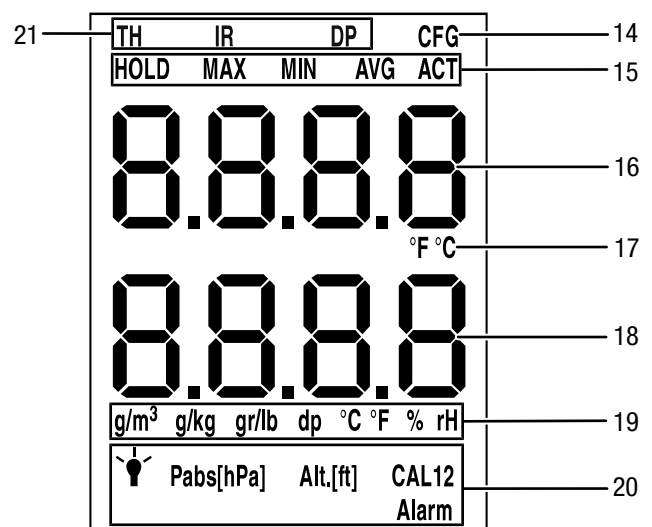 21 TH IR DP CFG 14
HOLD MAX MIN AVG ACT 15
8.8.8.8 16
°F °C 17
8.8.8.8 18
g/m³ g/kg gr/lb dp °C °F % rH 19
Pabs[hPa] Alt.[ft] CAL12 20
Alarm